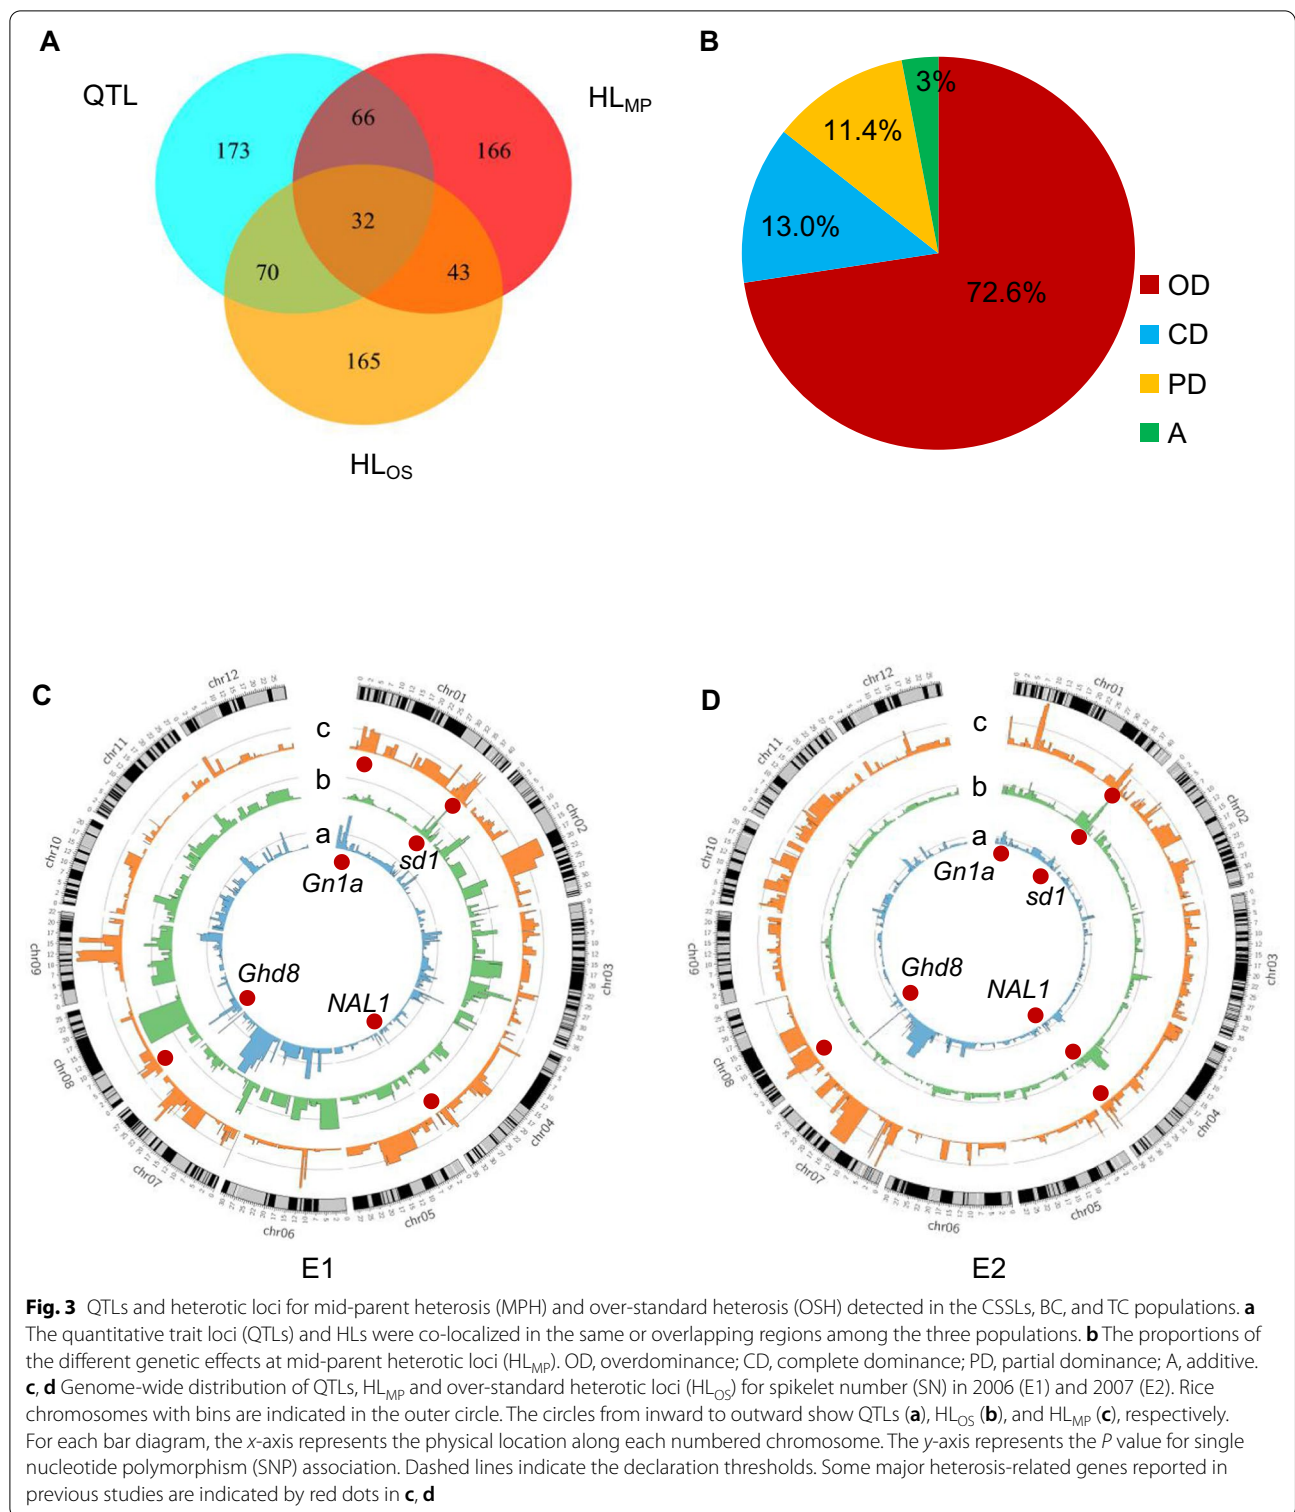 A
QTL
HLMP
66
173
166
32
70
43
165
HLOS
B
3%
11.4%
13.0%
72.6%
OD
CD
PD
A
C
chr12
chr01
chr11
chr02
chr10
chr09
chr03
chr08
chr04
chr07
chr05
chr06
c
b
a
sd1
Gn1a
Ghd8
NAL1
E1
D
chr12
chr01
chr11
chr02
chr10
chr09
chr03
chr08
chr04
chr07
chr05
chr06
c
b
a
Gn1a
sd1
Ghd8
NAL1
E2
Fig. 3 QTLs and heterotic loci for mid-parent heterosis (MPH) and over-standard heterosis (OSH) detected in the CSSLs, BC, and TC populations. a
The quantitative trait loci (QTLs) and HLs were co-localized in the same or overlapping regions among the three populations. b The proportions of
the different genetic effects at mid-parent heterotic loci (HLMP). OD, overdominance; CD, complete dominance; PD, partial dominance; A, additive.
c, d Genome-wide distribution of QTLs, HLMP and over-standard heterotic loci (HLOS) for spikelet number (SN) in 2006 (E1) and 2007 (E2). Rice
chromosomes with bins are indicated in the outer circle. The circles from inward to outward show QTLs (a), HLOS (b), and HLMP (c), respectively.
For each bar diagram, the x-axis represents the physical location along each numbered chromosome. The y-axis represents the P value for single
nucleotide polymorphism (SNP) association. Dashed lines indicate the declaration thresholds. Some major heterosis-related genes reported in
previous studies are indicated by red dots in c, d